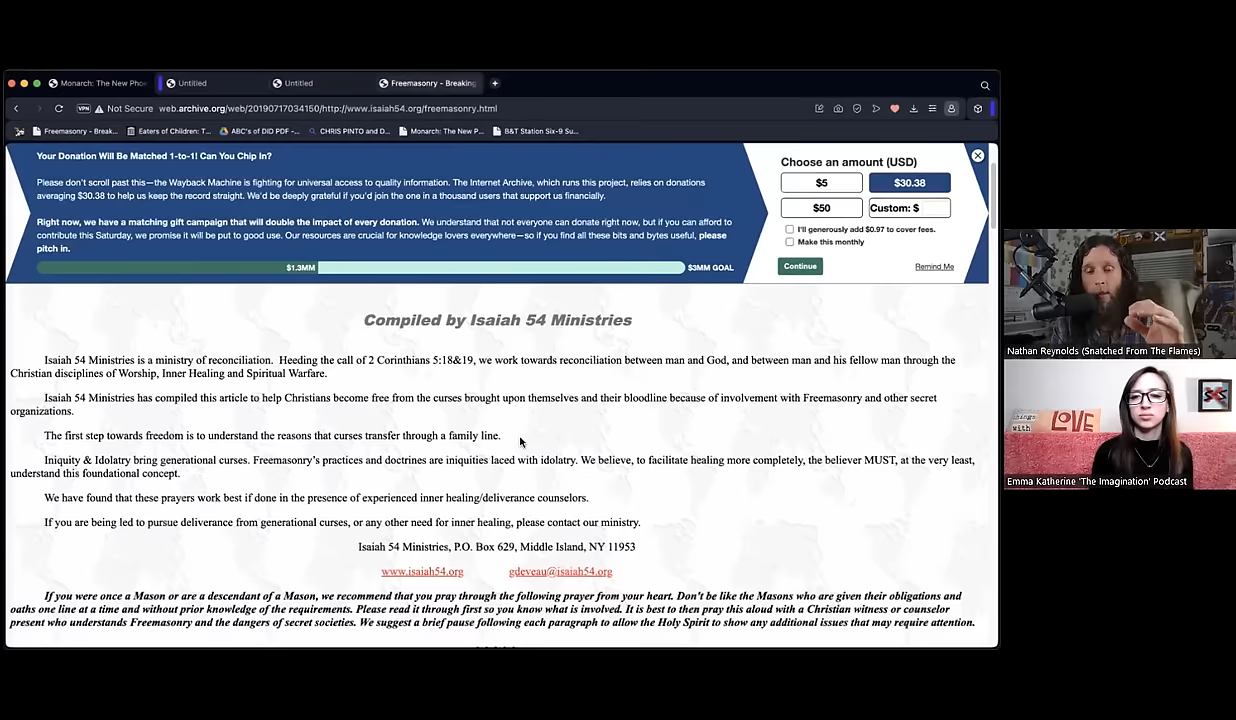 Monarch: The New Pho
Untitled
Untitled
Freemasonry - Breaking
VPN
Not Secure
web.archive.org/web/20190717034150/http://www.isaiah54.org/freemasonry.html
Freemasonry - Break...
Eaters of Children: T...
ABC's of DID PDF -...
CHRIS PINTO and D...
Monarch: The New P...
B&T Station Six-9 Su...
Your Donation Will Be Matched 1-to-1! Can You Chip In?
Please don't scroll past this—the Wayback Machine is fighting for universal access to quality information. The Internet Archive, which runs this project, relies on donations
averaging $30.38 to help us keep the record straight. We'd be deeply grateful if you'd join the one in a thousand users that support us financially.
Right now, we have a matching gift campaign that will double the impact of every donation. We understand that not everyone can donate right now, but if you can afford to
contribute this Saturday, we promise it will be put to good use. Our resources are crucial for knowledge lovers everywhere—so if you find all these bits and bytes useful, please
pitch in.
$1.3MM
$3MM GOAL
Choose an amount (USD)
$5
$30.38
$50
Custom: $
I'll generously add $0.97 to cover fees.
Make this monthly
Continue
Remind Me
Compiled by Isaiah 54 Ministries
Isaiah 54 Ministries is a ministry of reconciliation. Heeding the call of 2 Corinthians 5:18&19, we work towards reconciliation between man and God, and between man and his fellow man through the
Christian disciplines of Worship, Inner Healing and Spiritual Warfare.
Isaiah 54 Ministries has compiled this article to help Christians become free from the curses brought upon themselves and their bloodline because of involvement with Freemasonry and other secret
organizations.
The first step towards freedom is to understand the reasons that curses transfer through a family line.
Iniquity & Idolatry bring generational curses. Freemasonry's practices and doctrines are iniquities laced with idolatry. We believe, to facilitate healing more completely, the believer MUST, at the very least,
understand this foundational concept.
We have found that these prayers work best if done in the presence of experienced inner healing/deliverance counselors.
If you are being led to pursue deliverance from generational curses, or any other need for inner healing, please contact our ministry.
Isaiah 54 Ministries, P.O. Box 629, Middle Island, NY 11953
www.isaiah54.org
gdeveau@isaiah54.org
If you were once a Mason or are a descendant of a Mason, we recommend that you pray through the following prayer from your heart. Don't be like the Masons who are given their obligations and
oaths one line at a time and without prior knowledge of the requirements. Please read it through first so you know what is involved. It is best to then pray this aloud with a Christian witness or counselor
present who understands Freemasonry and the dangers of secret societies. We suggest a brief pause following each paragraph to allow the Holy Spirit to show any additional issues that may require attention.
Nathan Reynolds (Snatched From The Flames)
things
with
LOVE
Emma Katherine 'The Imagination' Podcast